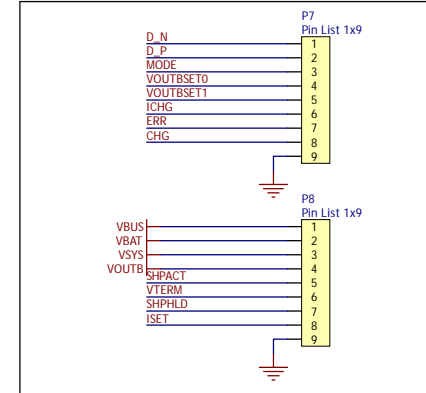 P7
Pin List 1x9
D_N 1
D_P 2
MODE 3
VOUTBSET0 4
VOUTBSET1 5
ICHG 6
ERR 7
CHG 8
9
P8
Pin List 1x9
VBUS 1
VBAT 2
VSYS 3
VOUTB 4
SHPACT 5
VTERM 6
SHPHLD 7
ISET 8
9